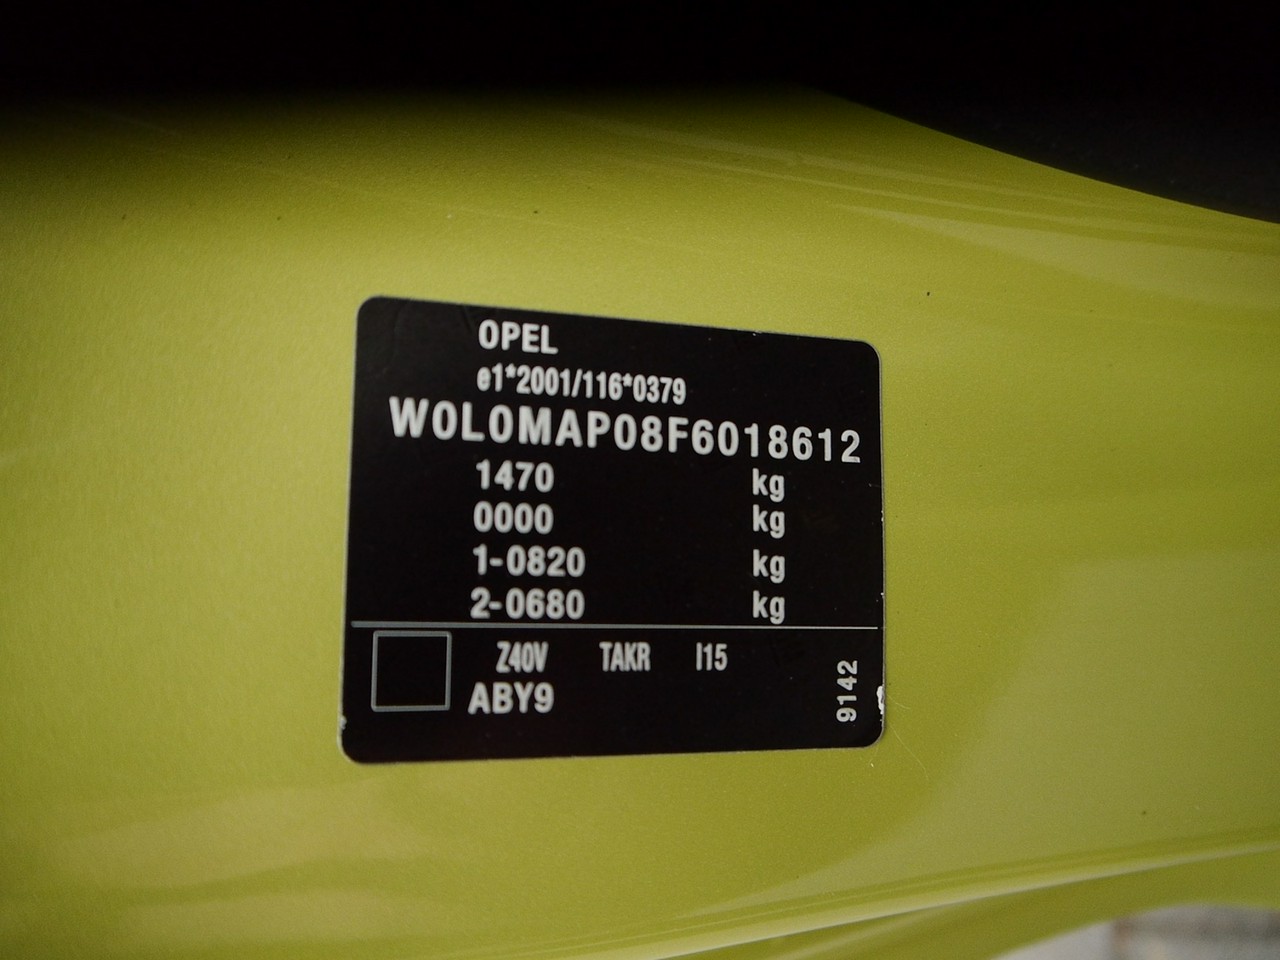 OPEL
e1*2001/116*0379
W0L0MAP08F6018612
1470 kg
0000 kg
1-0820 kg
2-0680 kg
Z40V TAKR I15
ABY9
9142